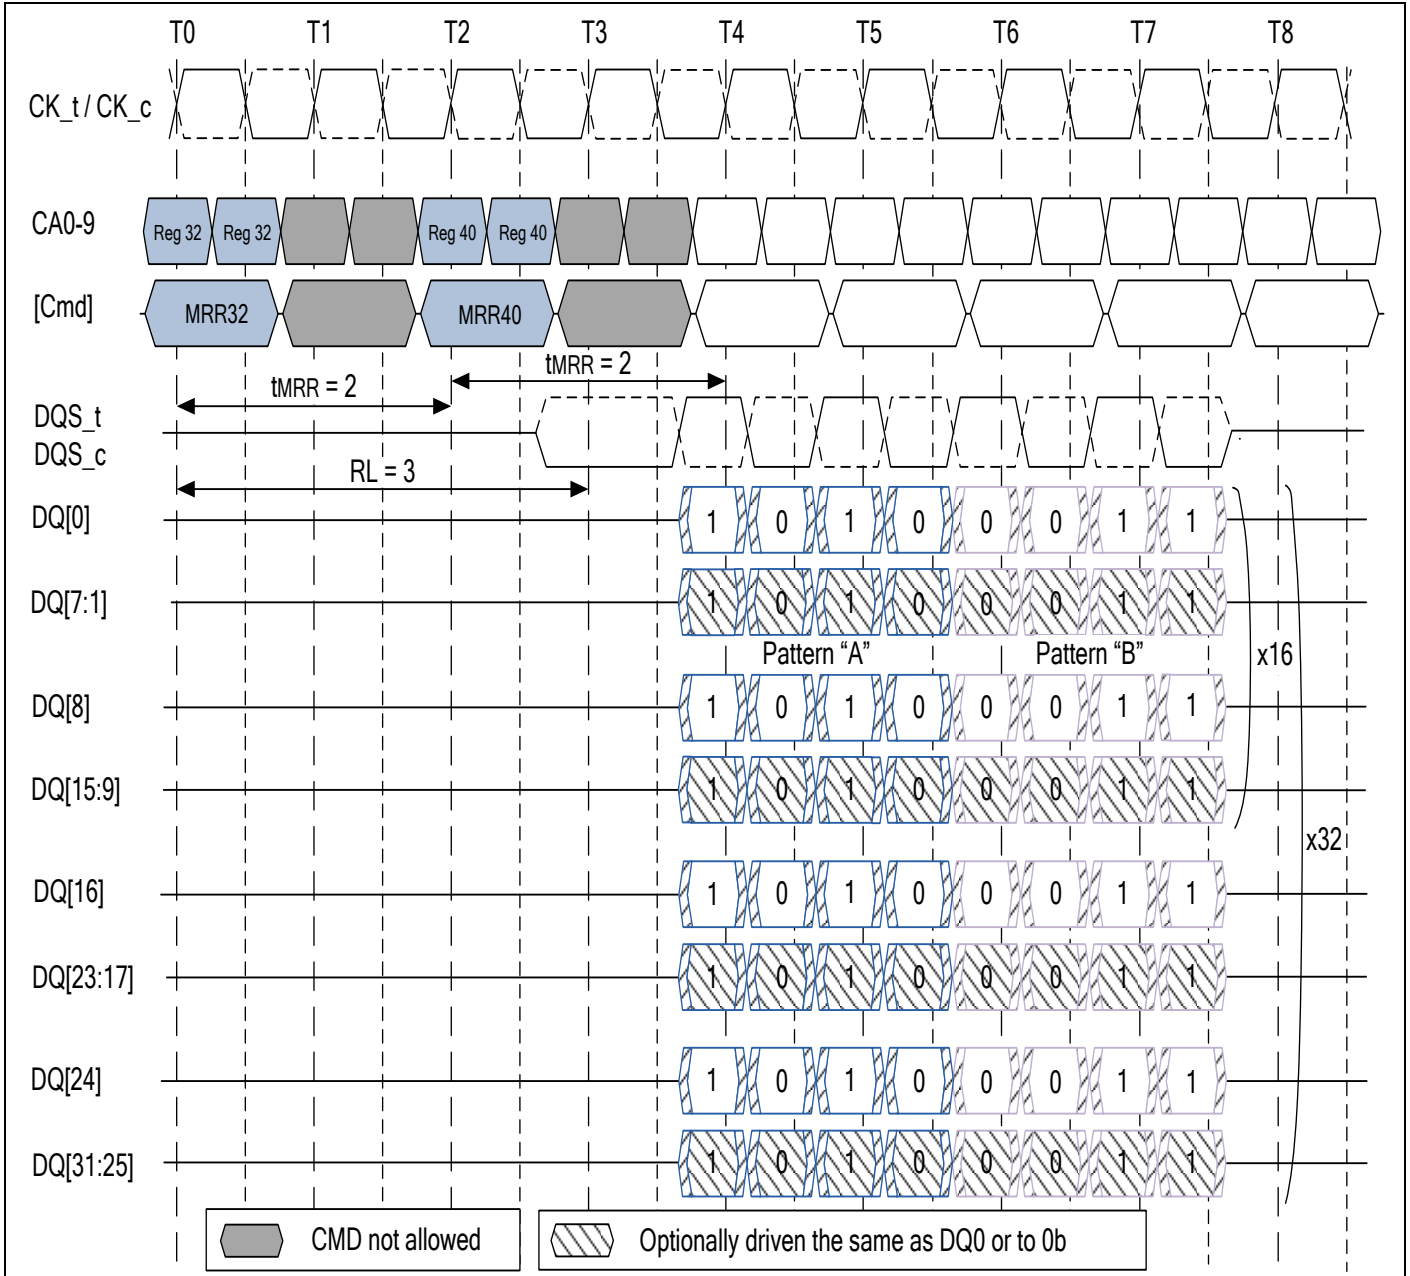 T0 T1 T2 T3 T4 T5 T6 T7 T8
CK_t / CK_c
CA0-9 Reg 32 Reg 32 Reg 40 Reg 40
[Cmd] MRR32 MRR40
tMRR = 2 tMRR = 2
DQS_t
DQS_c
RL = 3
DQ[0] 1 0 1 0 0 0 1 1
DQ[7:1] 1 0 1 0 0 0 1 1
Pattern “A” Pattern “B” x16
DQ[8] 1 0 1 0 0 0 1 1
DQ[15:9] 1 0 1 0 0 0 1 1
x32
DQ[16] 1 0 1 0 0 0 1 1
DQ[23:17] 1 0 1 0 0 0 1 1
DQ[24] 1 0 1 0 0 0 1 1
DQ[31:25] 1 0 1 0 0 0 1 1
CMD not allowed Optionally driven the same as DQ0 or to 0b